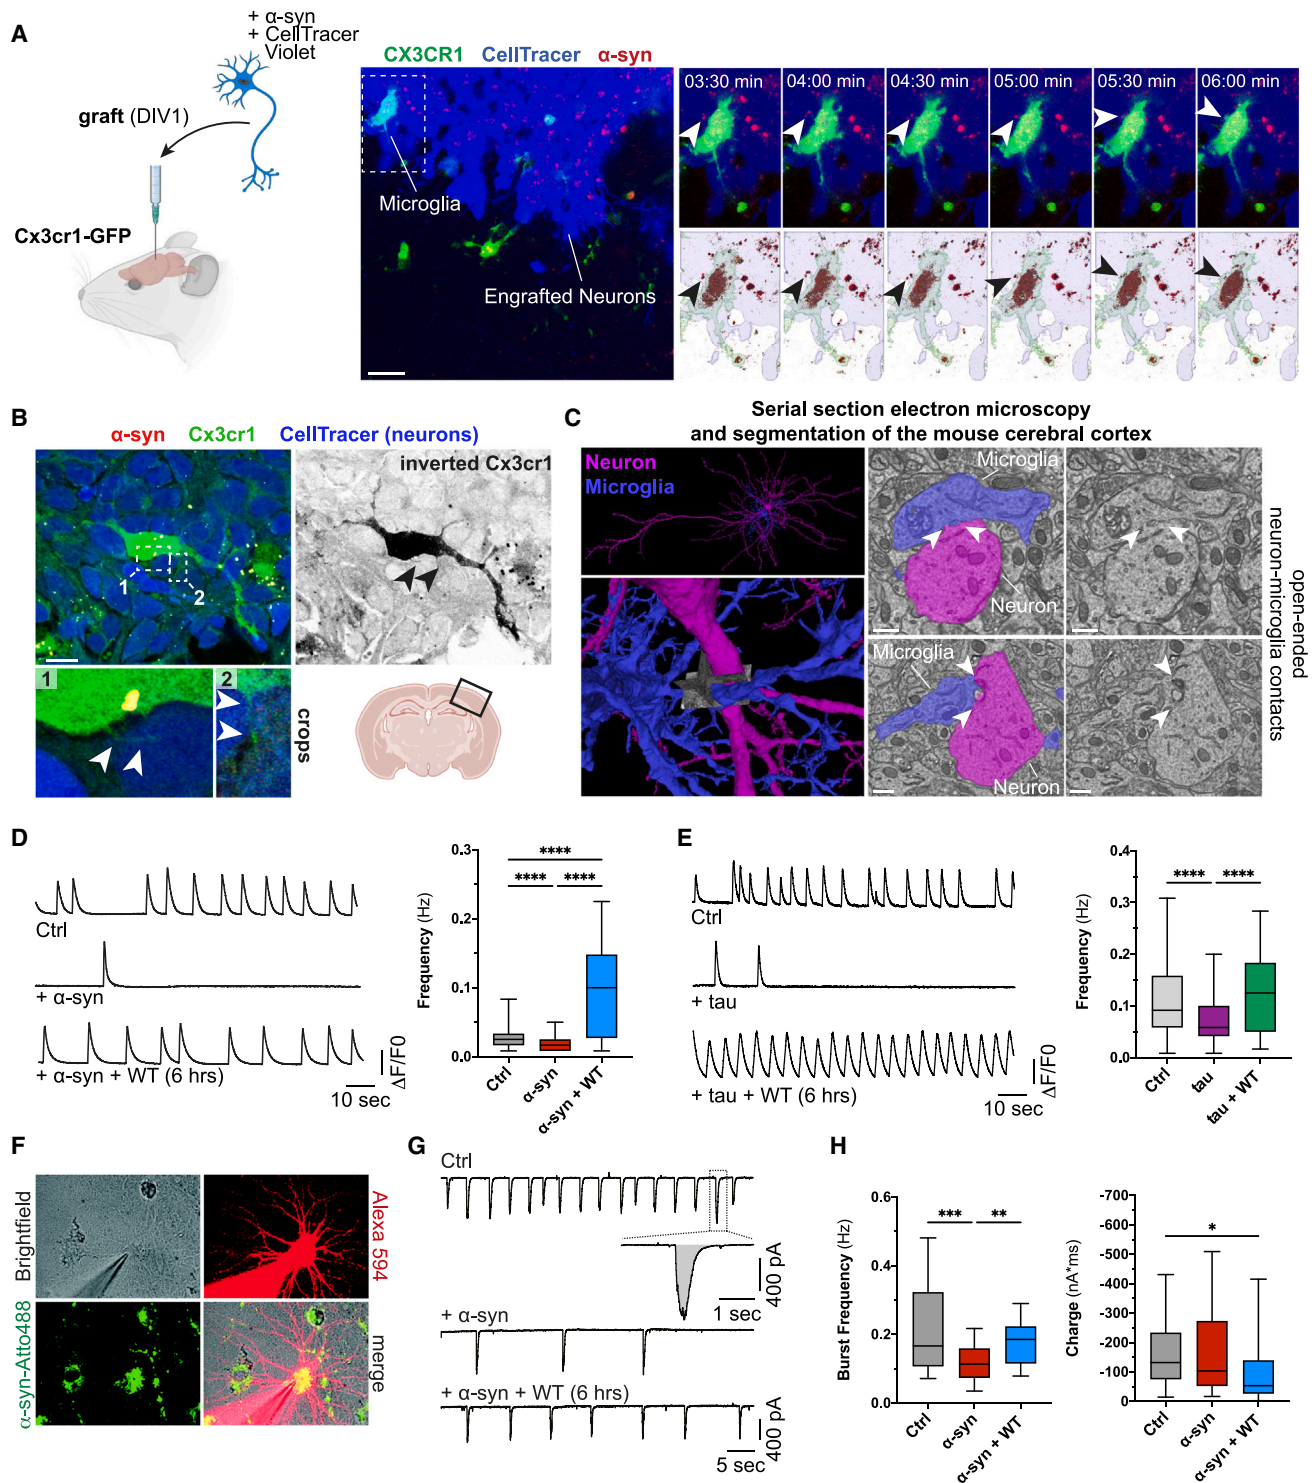 A
+ α-syn
+ CellTracer
Violet
graft (DIV1)
Cx3cr1-GFP
CX3CR1 CellTracer α-syn
Microglia
Engrafted Neurons
03:30 min
04:00 min
04:30 min
05:00 min
05:30 min
06:00 min
B
α-syn Cx3cr1 CellTracer (neurons)
inverted Cx3cr1
1
2
1
2
crops
C
Serial section electron microscopy
and segmentation of the mouse cerebral cortex
Neuron
Microglia
Microglia
Neuron
Microglia
Neuron
open-ended
neuron-microglia contacts
D
Ctrl
+ α-syn
+ α-syn + WT (6 hrs)
10 sec
ΔF/F0
Frequency (Hz)
0.3
0.2
0.1
0.0
****
**** ****
Ctrl
α-syn
α-syn + WT
E
Ctrl
+ tau
+ tau + WT (6 hrs)
10 sec
ΔF/F0
Frequency (Hz)
0.4
0.3
0.2
0.1
0.0
**** ****
Ctrl
tau
tau + WT
F
Brightfield
Alexa 594
α-syn-Atto488
merge
G
Ctrl
400 pA
1 sec
+ α-syn
+ α-syn + WT (6 hrs)
400 pA
5 sec
H
Burst Frequency (Hz)
0.6
0.4
0.2
0.0
*** **
Ctrl
α-syn
α-syn + WT
Charge (nA*ms)
-700
-600
-500
-400
-300
-200
-100
0
*
Ctrl
α-syn
α-syn + WT